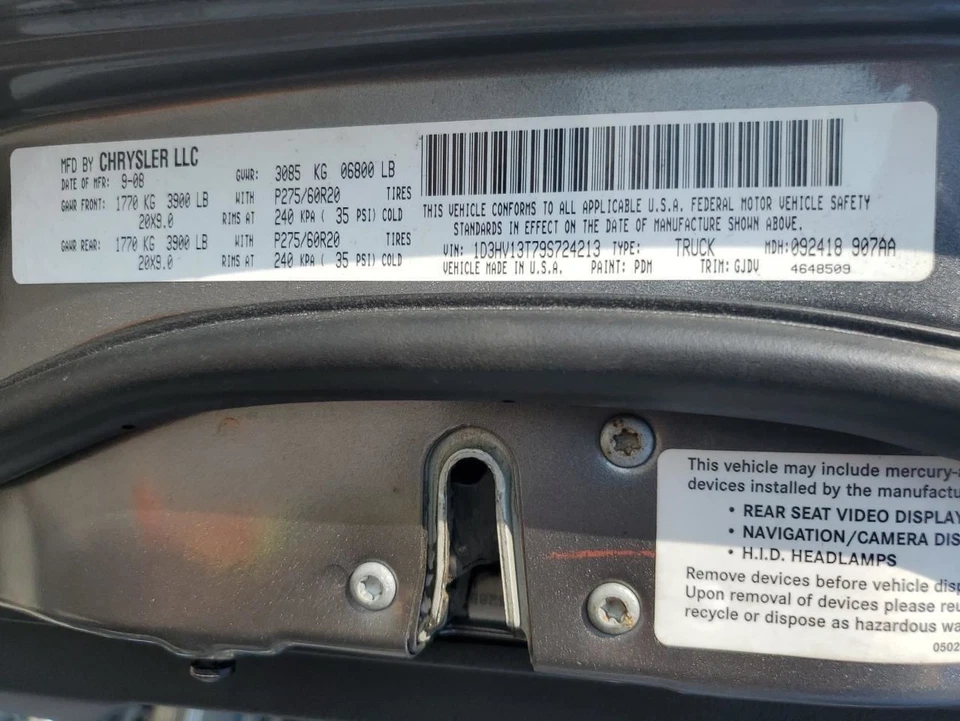 MFD BY CHRYSLER LLC
DATE OF MFR: 9-08 GVWR: 3085 KG 06800 LB
GAWR FRONT: 1770 KG 3900 LB WITH P275/60R20 TIRES
20X9.0 RIMS AT 240 KPA ( 35 PSI) COLD
GAWR REAR: 1770 KG 3900 LB WITH P275/60R20 TIRES
20X9.0 RIMS AT 240 KPA ( 35 PSI) COLD
THIS VEHICLE CONFORMS TO ALL APPLICABLE U.S.A. FEDERAL MOTOR VEHICLE SAFETY
STANDARDS IN EFFECT ON THE DATE OF MANUFACTURE SHOWN ABOVE.
VIN: 1D3HV13T79S724213 TYPE: TRUCK MDH: 092418 907AA
VEHICLE MADE IN U.S.A. PAINT: PDM TRIM: GJDV 4648509
This vehicle may include mercury-
devices installed by the manufactu
• REAR SEAT VIDEO DISPLAY
• NAVIGATION/CAMERA DIS
• H.I.D. HEADLAMPS
Remove devices before vehicle disp
Upon removal of devices please reu
recycle or dispose as hazardous wa
0502